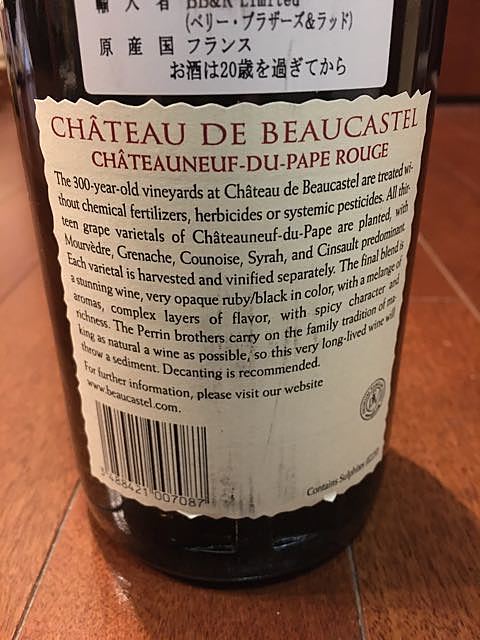 輸入者 BB&R Limited
(ベリー・ブラザーズ&ラッド)
原産国 フランス
お酒は20歳を過ぎてから
CHÂTEAU DE BEAUCASTEL
CHÂTEAUNEUF-DU-PAPE ROUGE
The 300-year-old vineyards at Château de Beaucastel are treated wi-
thout chemical fertilizers, herbicides or systemic pesticides. All thir-
teen grape varietals of Châteauneuf-du-Pape are planted, with
Mourvèdre, Grenache, Counoise, Syrah, and Cinsault predominant.
Each varietal is harvested and vinified separately. The final blend is
a stunning wine, very opaque ruby/black in color, with a melange of
aromas, complex layers of flavor, with spicy character and
richness. The Perrin brothers carry on the family tradition of ma-
king as natural a wine as possible, so this very long-lived wine will
throw a sediment. Decanting is recommended.
For further information, please visit our website
www.beaucastel.com.
3 488421 007087
Contains Sulphites